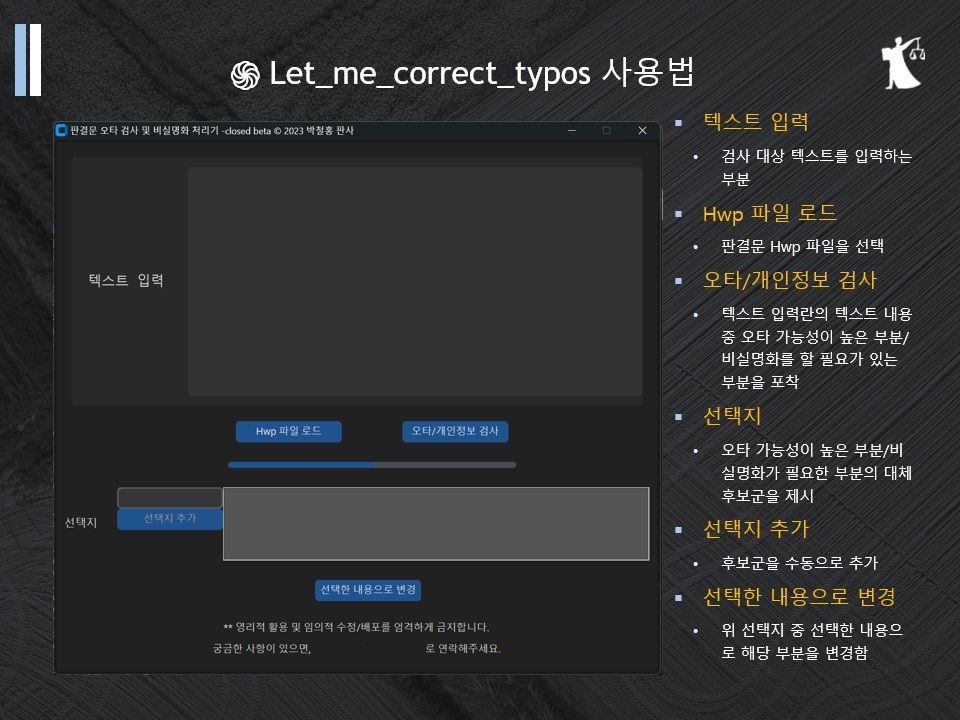 Let_me_correct_typos 사용법
판결문 오타 검사 및 비실명화 처리기 -closed beta © 2023 박철홍 판사
텍스트 입력
Hwp 파일 로드
오타/개인정보 검사
선택지
선택지 추가
선택한 내용으로 변경
** 영리적 활용 및 임의적 수정/배포를 엄격하게 금지합니다.
궁금한 사항이 있으면, 로 연락해주세요.
텍스트 입력
검사 대상 텍스트를 입력하는
부분
Hwp 파일 로드
판결문 Hwp 파일을 선택
오타/개인정보 검사
텍스트 입력란의 텍스트 내용
중 오타 가능성이 높은 부분/
비실명화를 할 필요가 있는
부분을 포착
선택지
오타 가능성이 높은 부분/비
실명화가 필요한 부분의 대체
후보군을 제시
선택지 추가
후보군을 수동으로 추가
선택한 내용으로 변경
위 선택지 중 선택한 내용으
로 해당 부분을 변경함